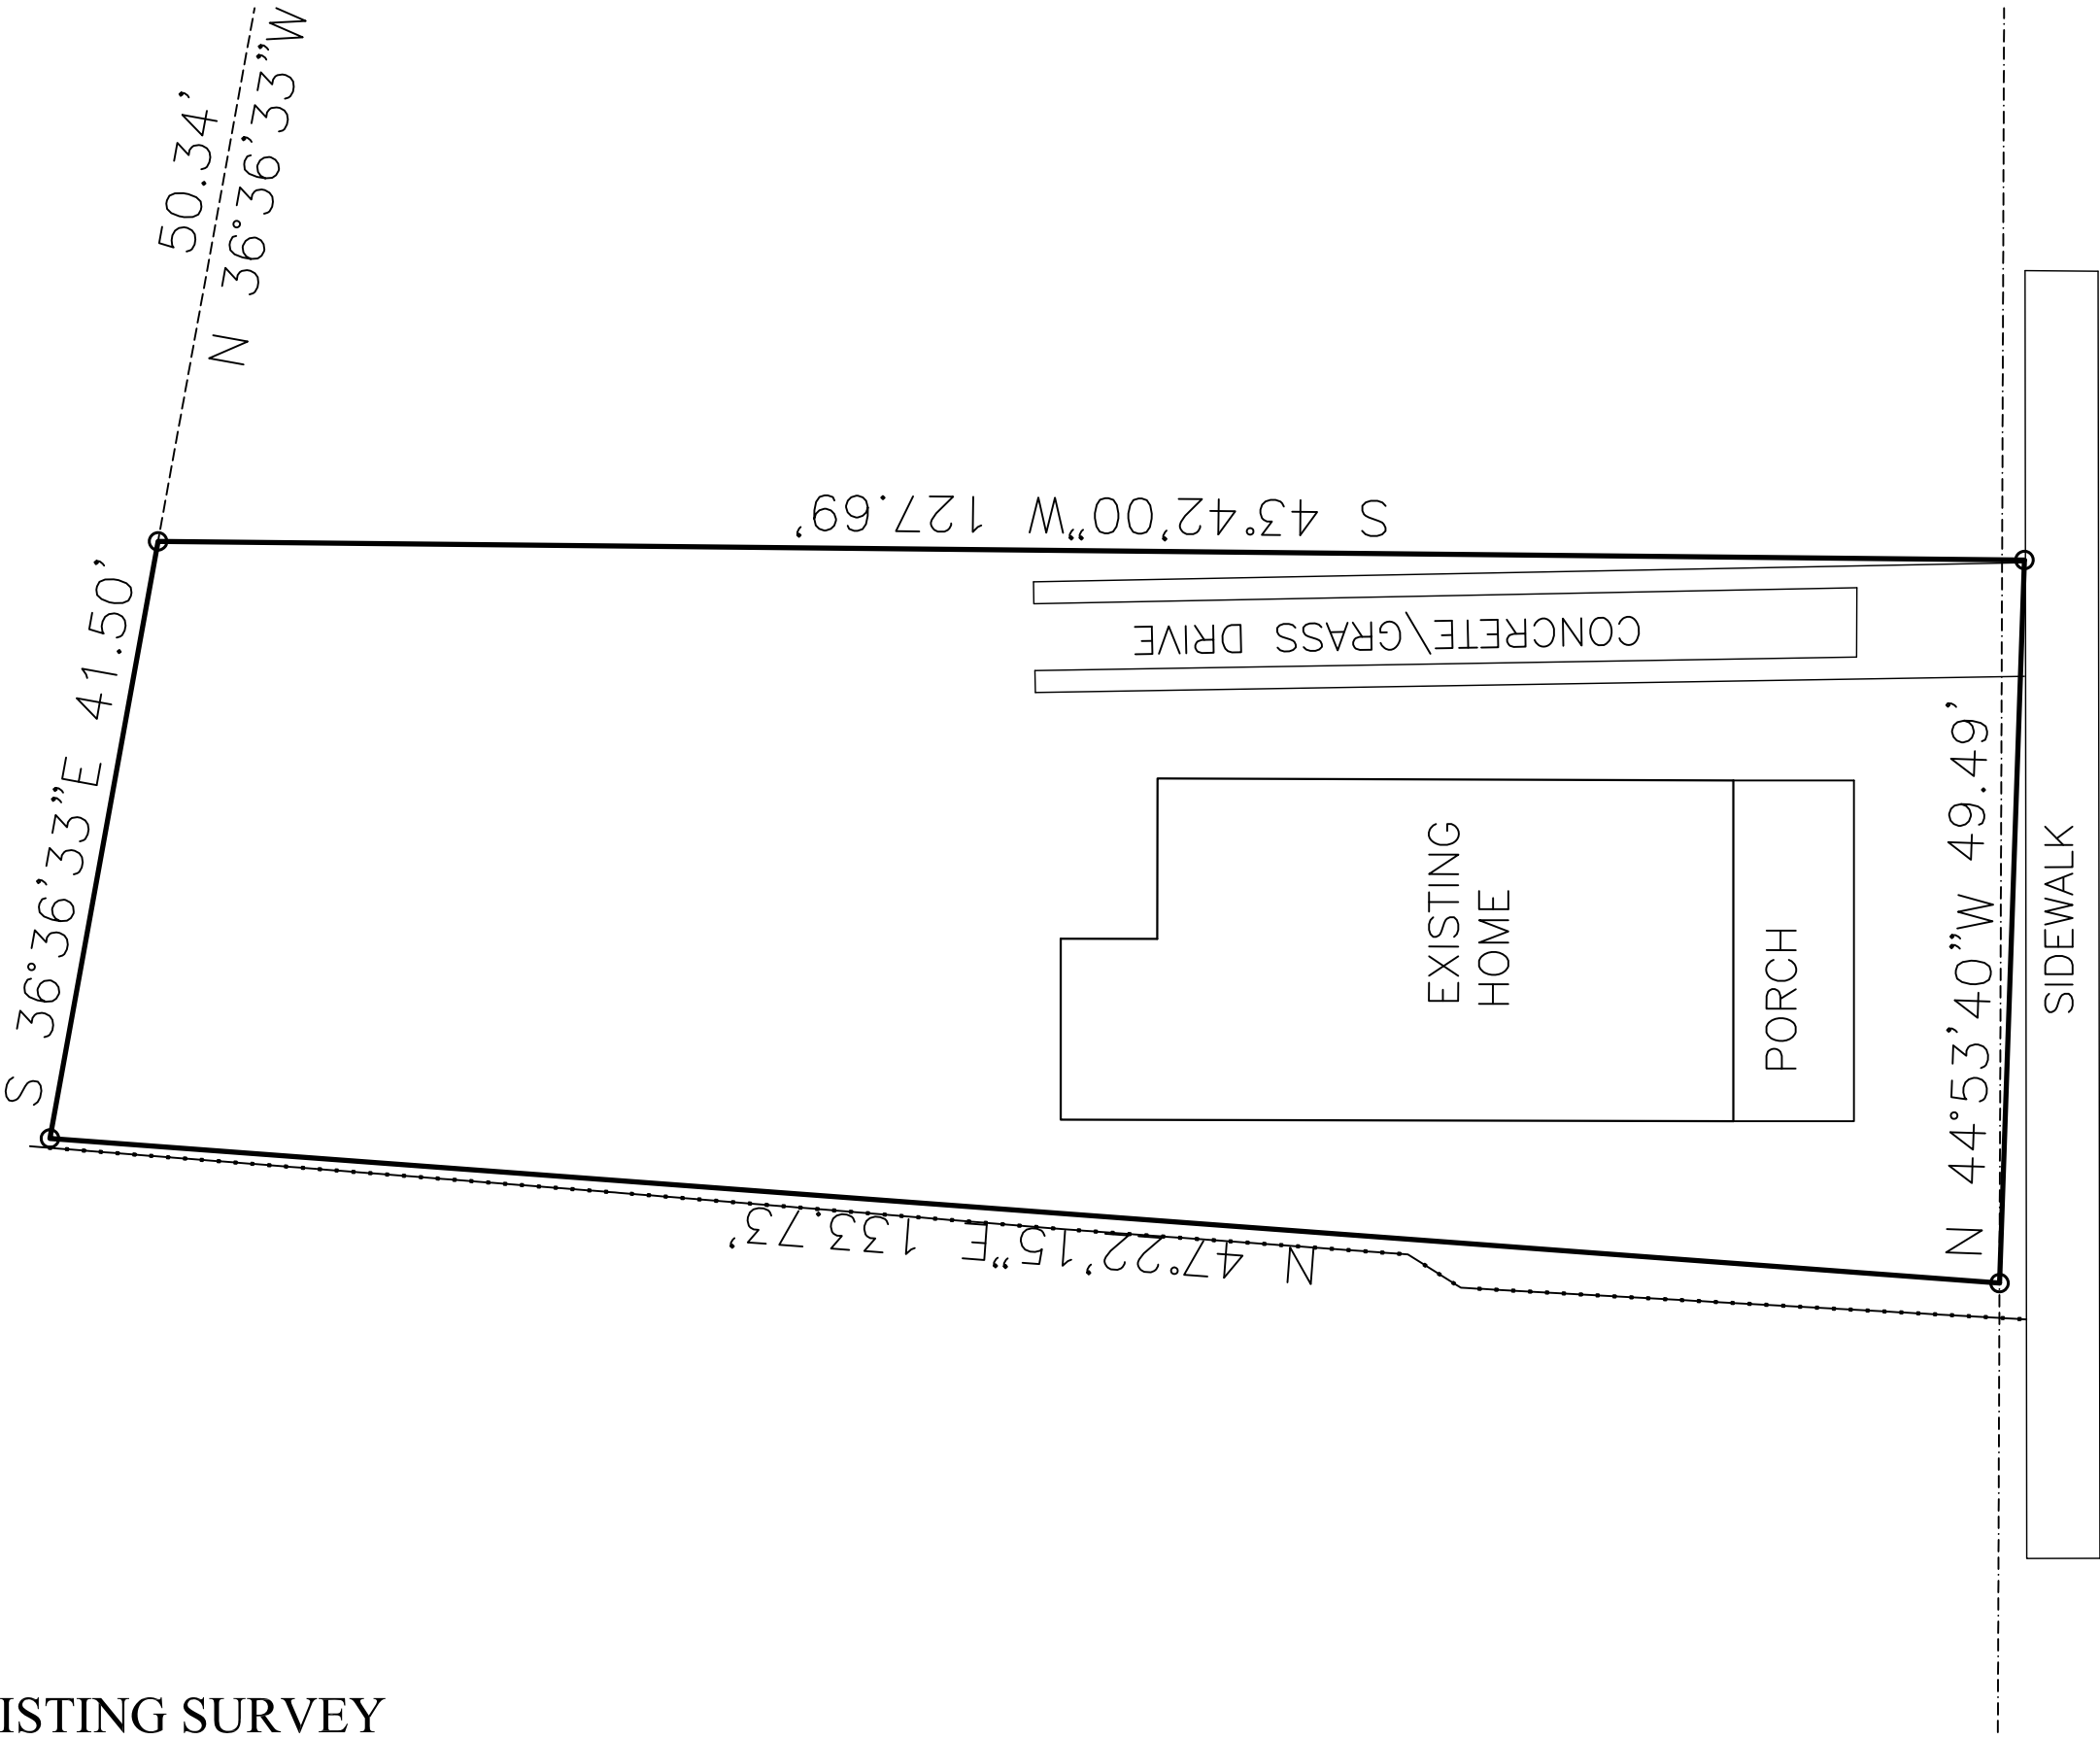 50.34'
N 36°36'33"W
S 43°42'00"W 127.69'
S 36°36'33"E 41.50'
CONCRETE/GRASS DRIVE
EXISTING
HOME
PORCH
N 44°53'40"W 49.49'
SIDEWALK
N 47°22'15"E 133.73'
ISTING SURVEY